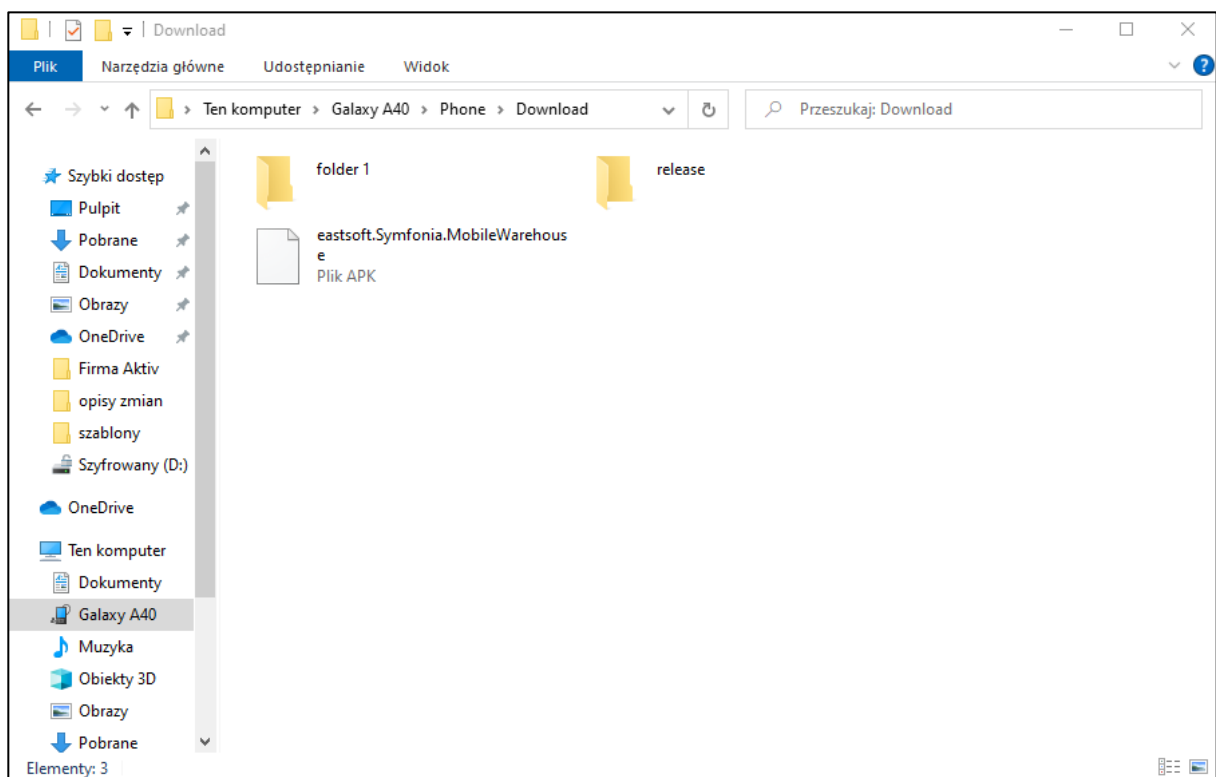 Download
Plik Narzędzia główne Udostępnianie Widok
Ten komputer > Galaxy A40 > Phone > Download
Przeszukaj: Download
Szybki dostęp
Pulpit
Pobrane
Dokumenty
Obrazy
OneDrive
Firma Aktiv
opisy zmian
szablony
Szyfrowany (D:)
OneDrive
Ten komputer
Dokumenty
Galaxy A40
Muzyka
Obiekty 3D
Obrazy
Pobrane
folder 1
release
eastsoft.Symfonia.MobileWarehous
e
Plik APK
Elementy: 3